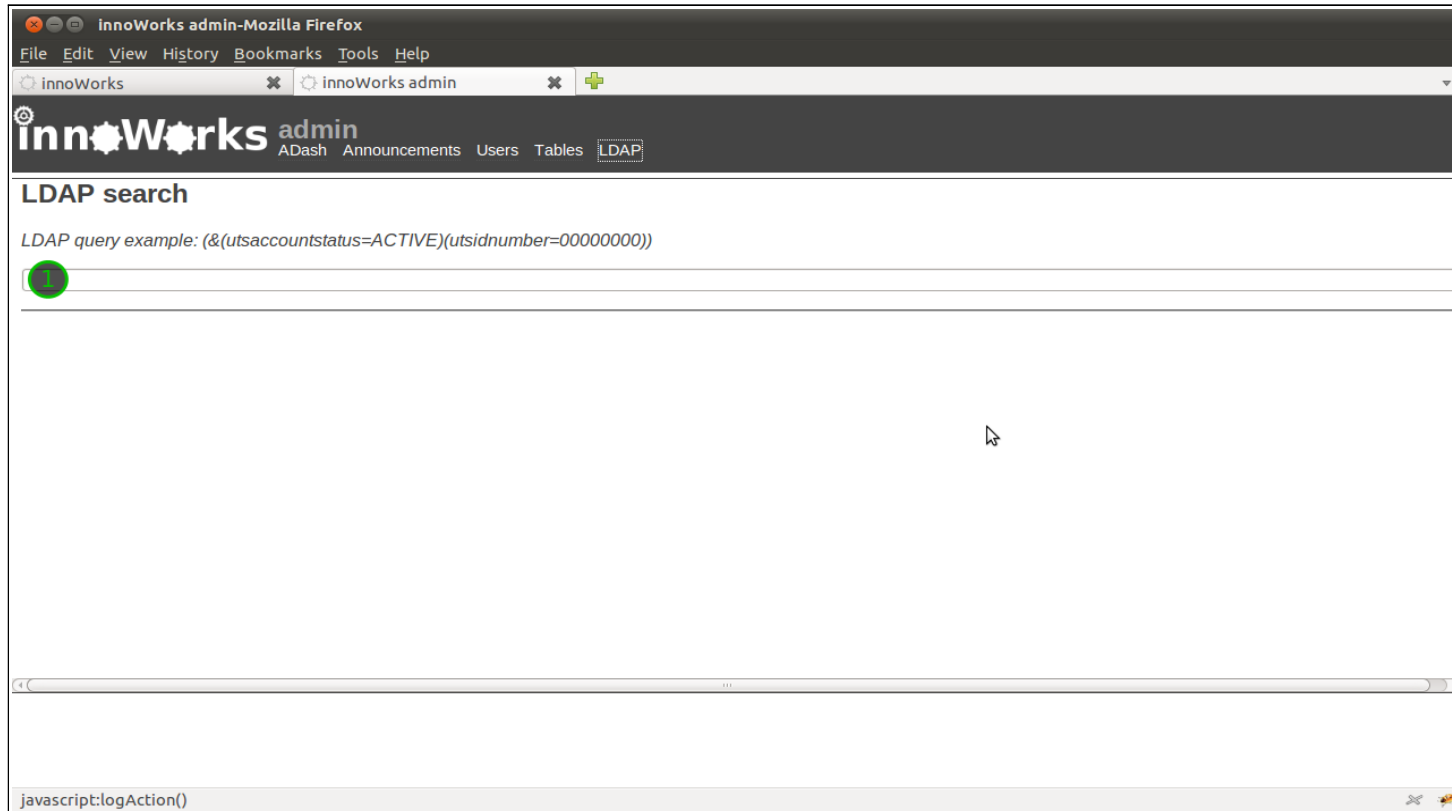 innoWorks admin-Mozilla Firefox
File Edit View History Bookmarks Tools Help
innoWorks innoWorks admin
innoWorks admin
ADash Announcements Users Tables LDAP
LDAP search
LDAP query example: (&(utsaccountstatus=ACTIVE)(utsidnumber=00000000))
1
javascript:logAction()